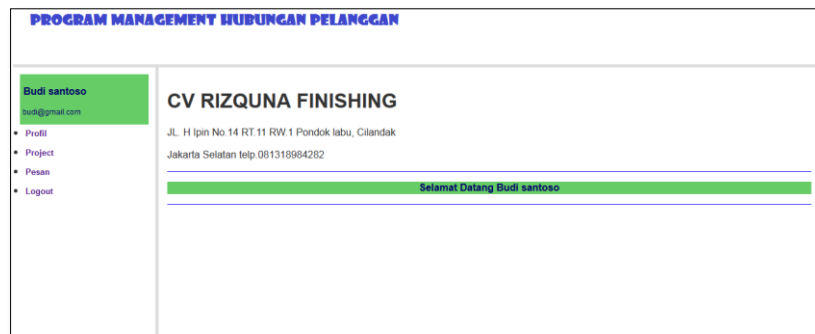 PROGRAM MANAGEMENT HUBUNGAN PELANGGAN
Budi santoso
budi@gmail.com
Profil
Project
Pesan
Logout
CV RIZQUNA FINISHING
JL. H Ipin No.14 RT.11 RW.1 Pondok labu, Cilandak
Jakarta Selatan telp.081318984282
Selamat Datang Budi santoso